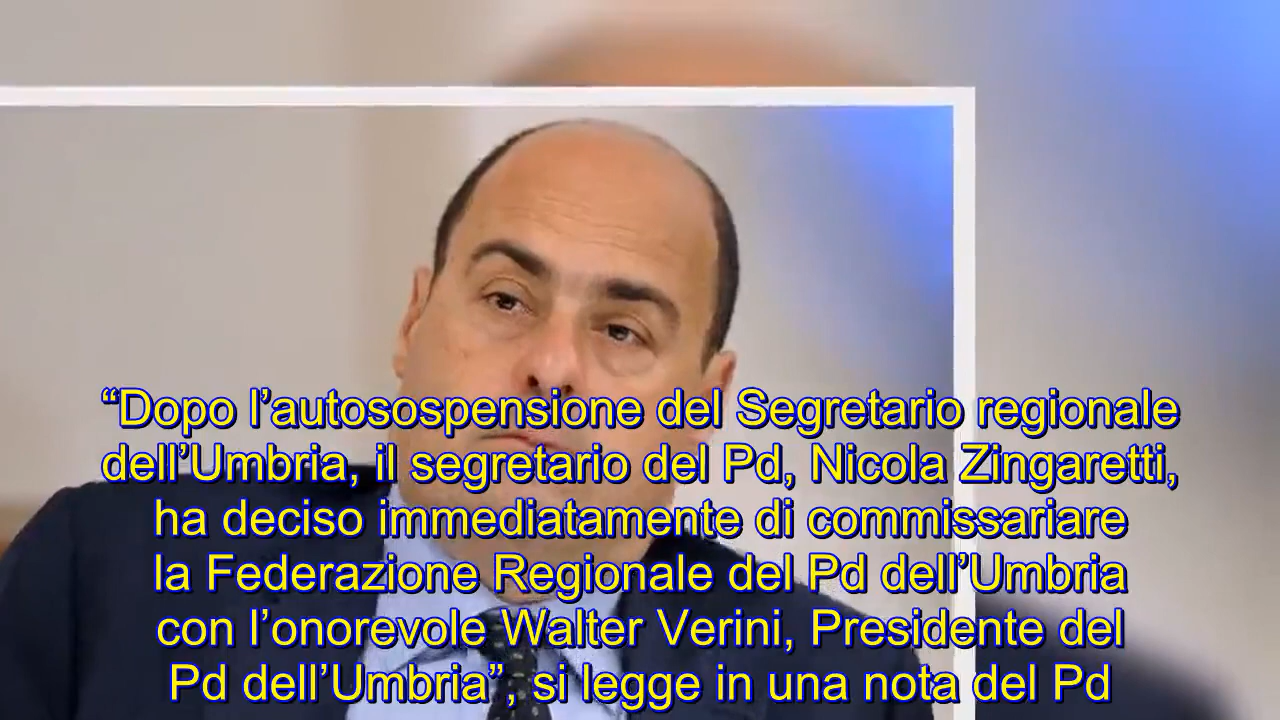 “Dopo l’autosospensione del Segretario regionale
dell’Umbria, il segretario del Pd, Nicola Zingaretti,
ha deciso immediatamente di commissariare
la Federazione Regionale del Pd dell’Umbria
con l’onorevole Walter Verini, Presidente del
Pd dell’Umbria”, si legge in una nota del Pd